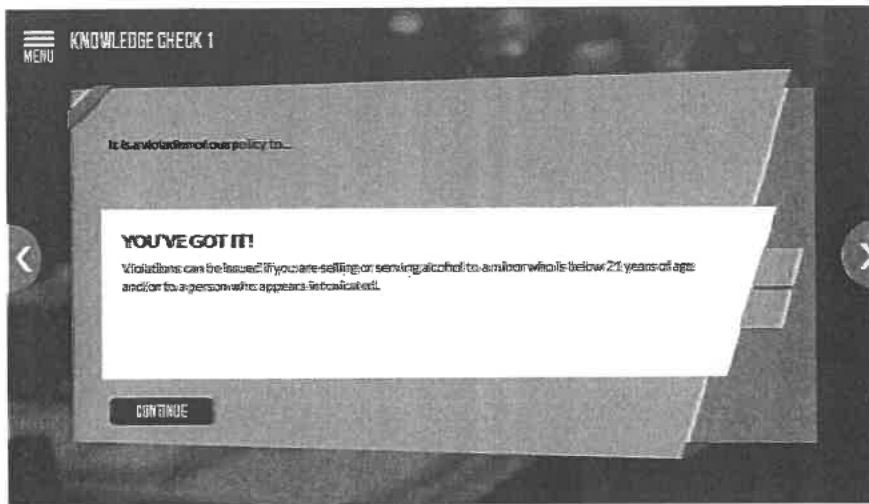 MENU
KNOWLEDGE CHECK 1
It is a violation of our policy to...
YOU'VE GOT IT!
Violations can be issued if you are selling or serving alcohol to a minor who is below 21 years of age
and/or to a person who appears intoxicated.
CONTINUE